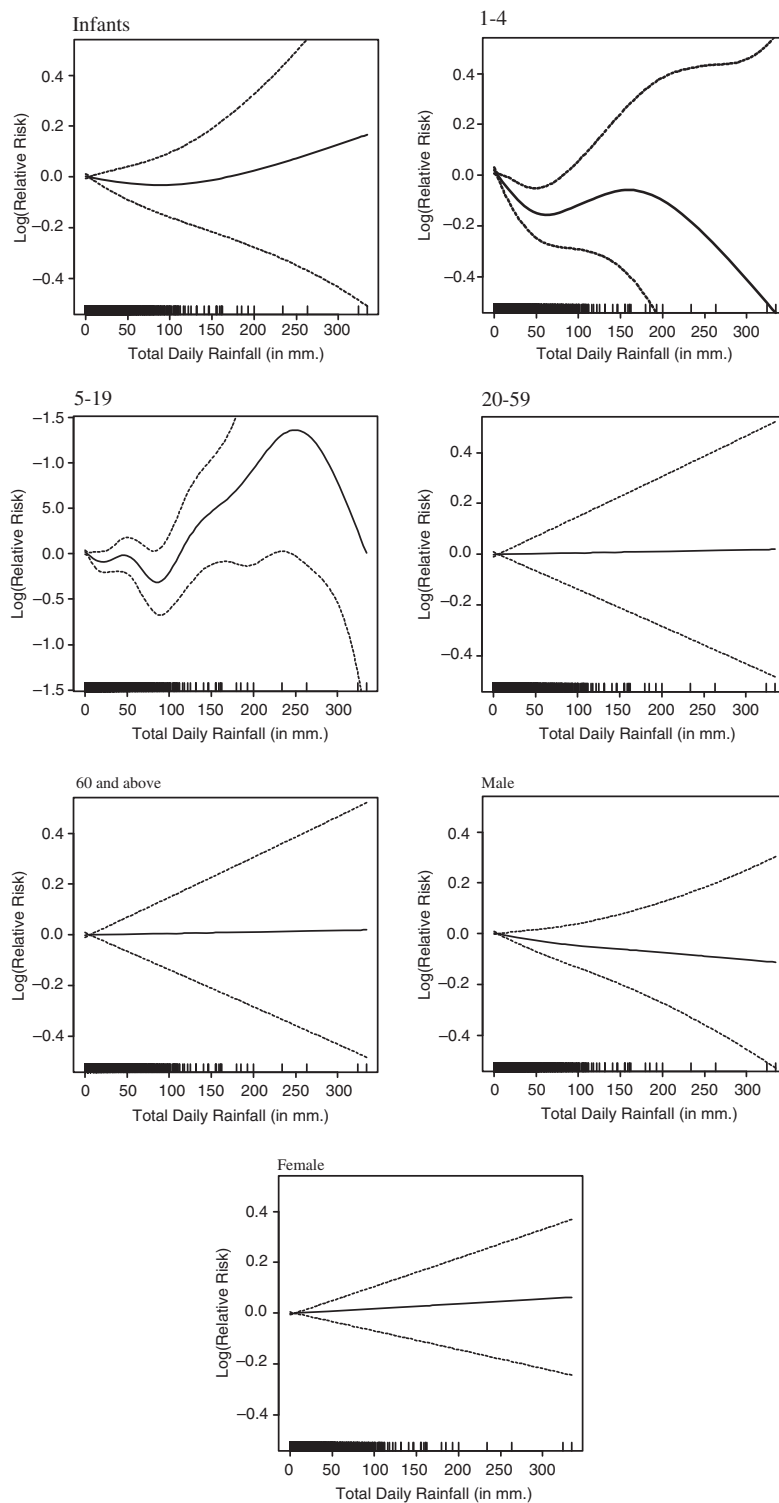 Infants
Log(Relative Risk)
0.4
0.2
0.0
−0.2
−0.4
0 50 100 150 200 250 300
Total Daily Rainfall (in mm.)
1-4
Log(Relative Risk)
0.4
0.2
0.0
−0.2
−0.4
0 50 100 150 200 250 300
Total Daily Rainfall (in mm.)
5-19
Log(Relative Risk)
−1.5
−1.0
5.0
0.0
−0.5
−1.0
−1.5
0 50 100 150 200 250 300
Total Daily Rainfall (in mm.)
20-59
Log(Relative Risk)
0.4
0.2
0.0
−0.2
−0.4
0 50 100 150 200 250 300
Total Daily Rainfall (in mm.)
60 and above
Log(Relative Risk)
0.4
0.2
0.0
−0.2
−0.4
0 50 100 150 200 250 300
Total Daily Rainfall (in mm.)
Male
Log(Relative Risk)
0.4
0.2
0.0
−0.2
−0.4
0 50 100 150 200 250 300
Total Daily Rainfall (in mm.)
Female
Log(Relative Risk)
0.4
0.2
0.0
−0.2
−0.4
0 50 100 150 200 250 300
Total Daily Rainfall (in mm.)